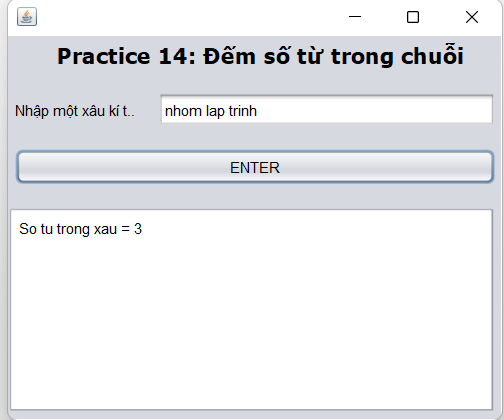 Practice 14: Đếm số từ trong chuỗi
Nhập một xâu kí t..
nhom lap trinh
ENTER
So tu trong xau = 3